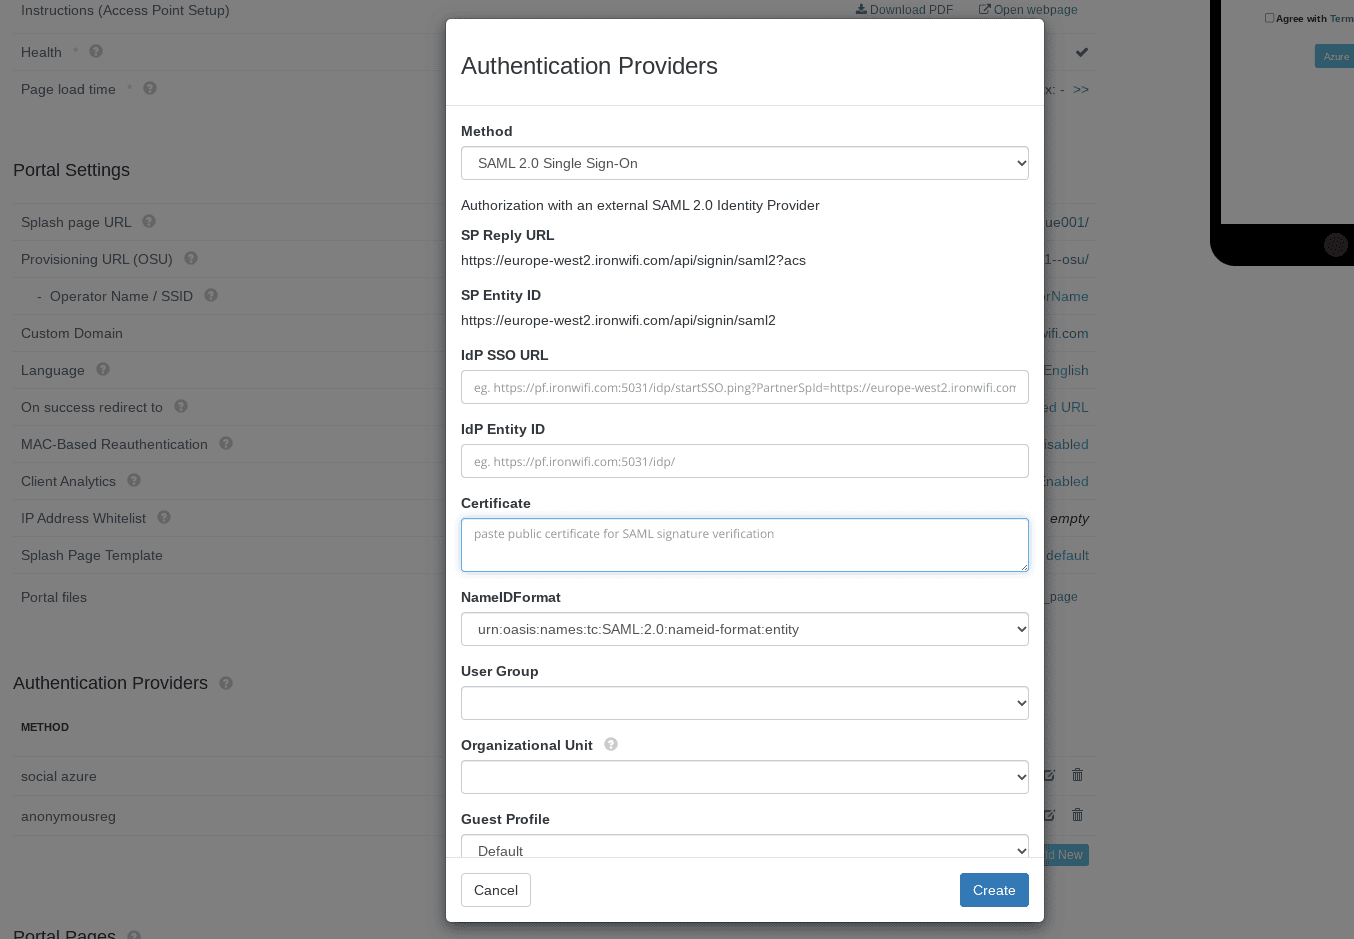 Instructions (Access Point Setup)
Download PDF
Open webpage
Health *
Page load time *
x: - >>
Portal Settings
Splash page URL
ue001/
Provisioning URL (OSU)
1--osu/
- Operator Name / SSID
rName
Custom Domain
wifi.com
Language
English
On success redirect to
ed URL
MAC-Based Reauthentication
isabled
Client Analytics
Enabled
IP Address Whitelist
empty
Splash Page Template
default
Portal files
_page
Authentication Providers
METHOD
social azure
anonymousreg
d New
Portal Pages
Authentication Providers
Method
SAML 2.0 Single Sign-On
Authorization with an external SAML 2.0 Identity Provider
SP Reply URL
https://europe-west2.ironwifi.com/api/signin/saml2?acs
SP Entity ID
https://europe-west2.ironwifi.com/api/signin/saml2
IdP SSO URL
eg. https://pf.ironwifi.com:5031/idp/startSSO.ping?PartnerSpId=https://europe-west2.ironwifi.com
IdP Entity ID
eg. https://pf.ironwifi.com:5031/idp/
Certificate
paste public certificate for SAML signature verification
NameIDFormat
urn:oasis:names:tc:SAML:2.0:nameid-format:entity
User Group
Organizational Unit
Guest Profile
Default
Cancel
Create
Agree with Term
Azure